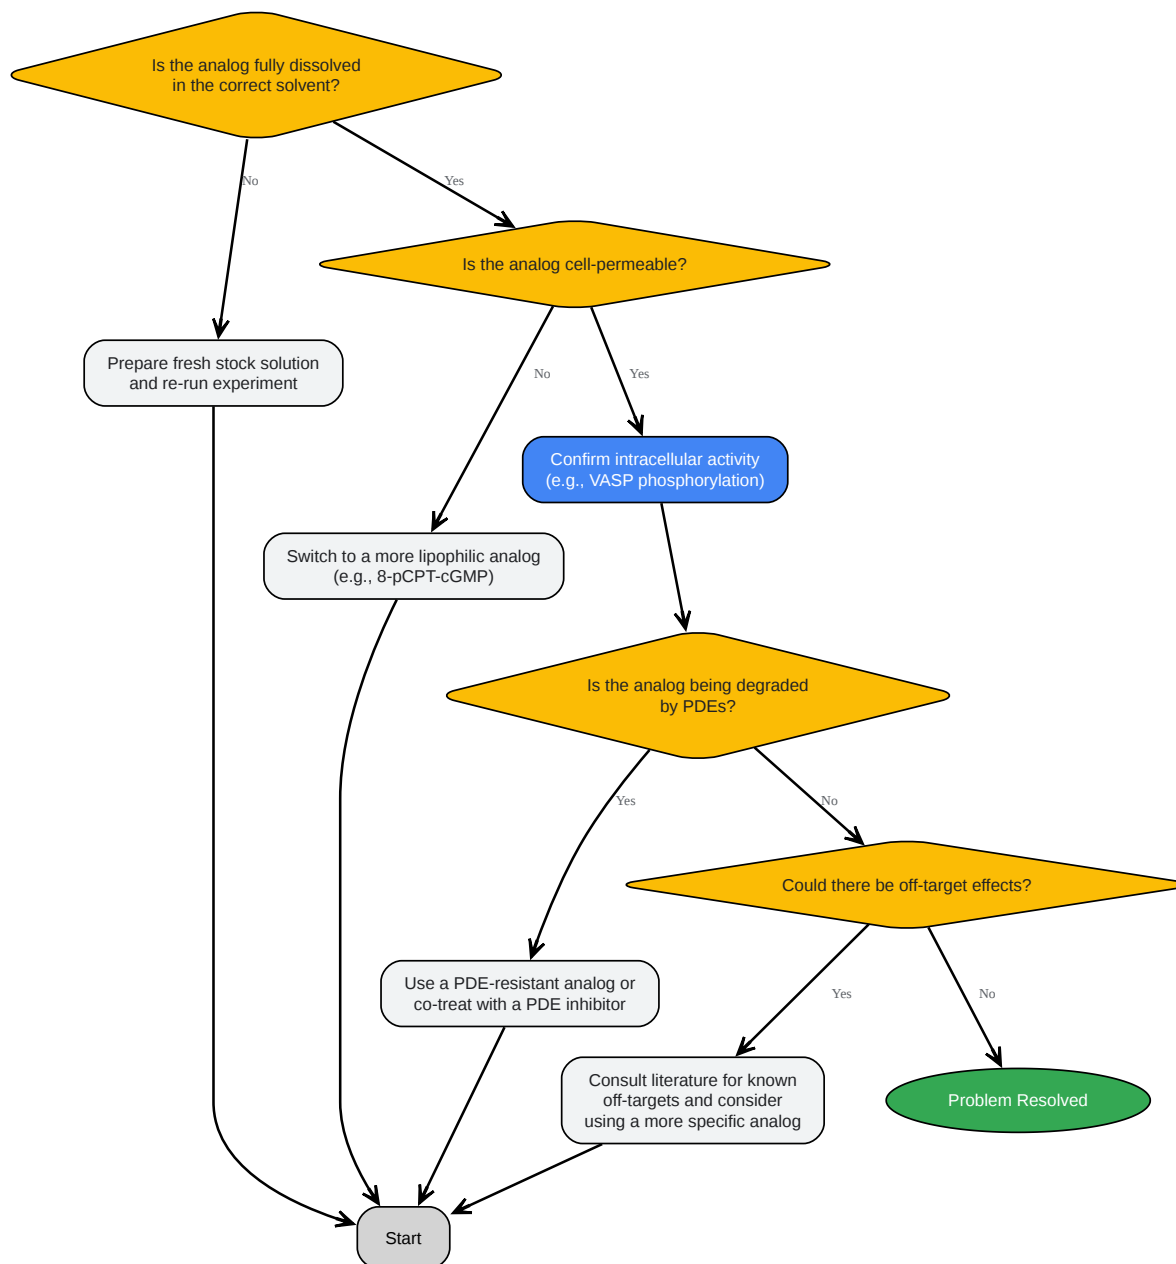 Is the analog fully dissolved
in the correct solvent?
No
Yes
Is the analog cell-permeable?
Prepare fresh stock solution
and re-run experiment
No
Yes
Confirm intracellular activity
(e.g., VASP phosphorylation)
Switch to a more lipophilic analog
(e.g., 8-pCPT-cGMP)
Is the analog being degraded
by PDEs?
Yes
No
Could there be off-target effects?
Use a PDE-resistant analog or
co-treat with a PDE inhibitor
Yes
No
Consult literature for known
off-targets and consider
using a more specific analog
Problem Resolved
Start